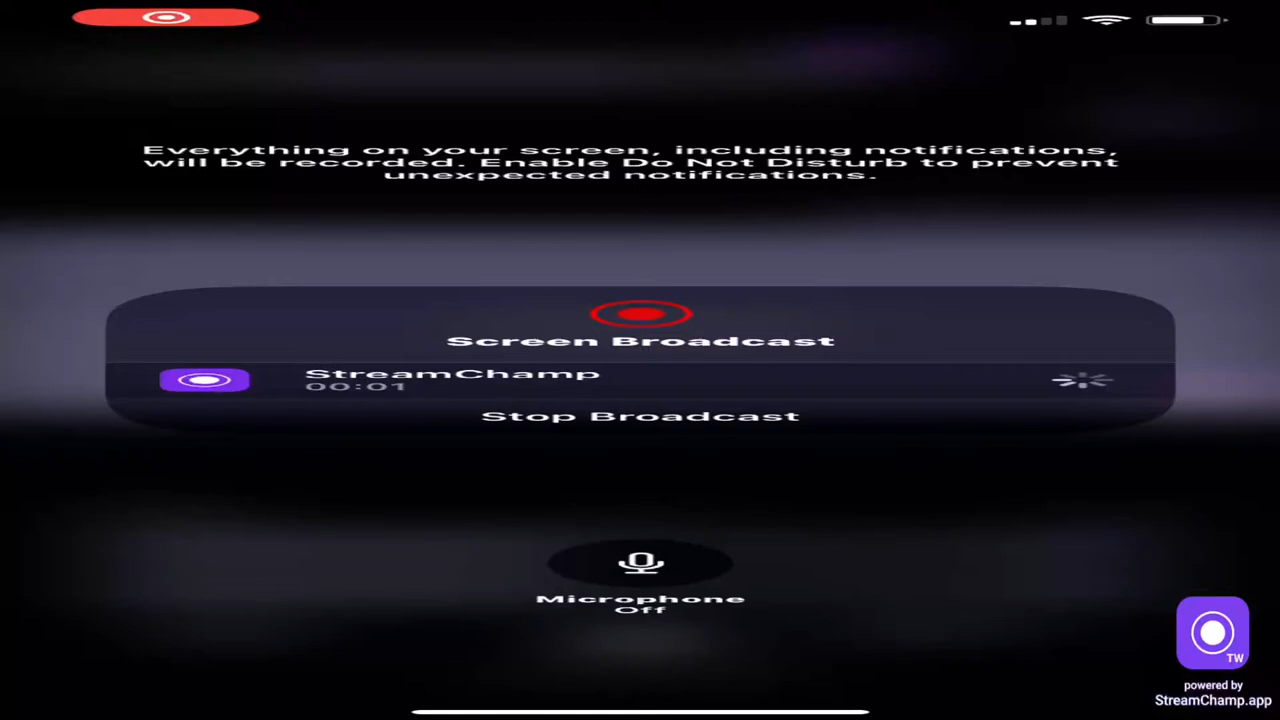 Everything on your screen, including notifications,
will be recorded. Enable Do Not Disturb to prevent
unexpected notifications.
Screen Broadcast
StreamChamp
00:01
Stop Broadcast
Microphone
Off
TW
powered by
StreamChamp.app